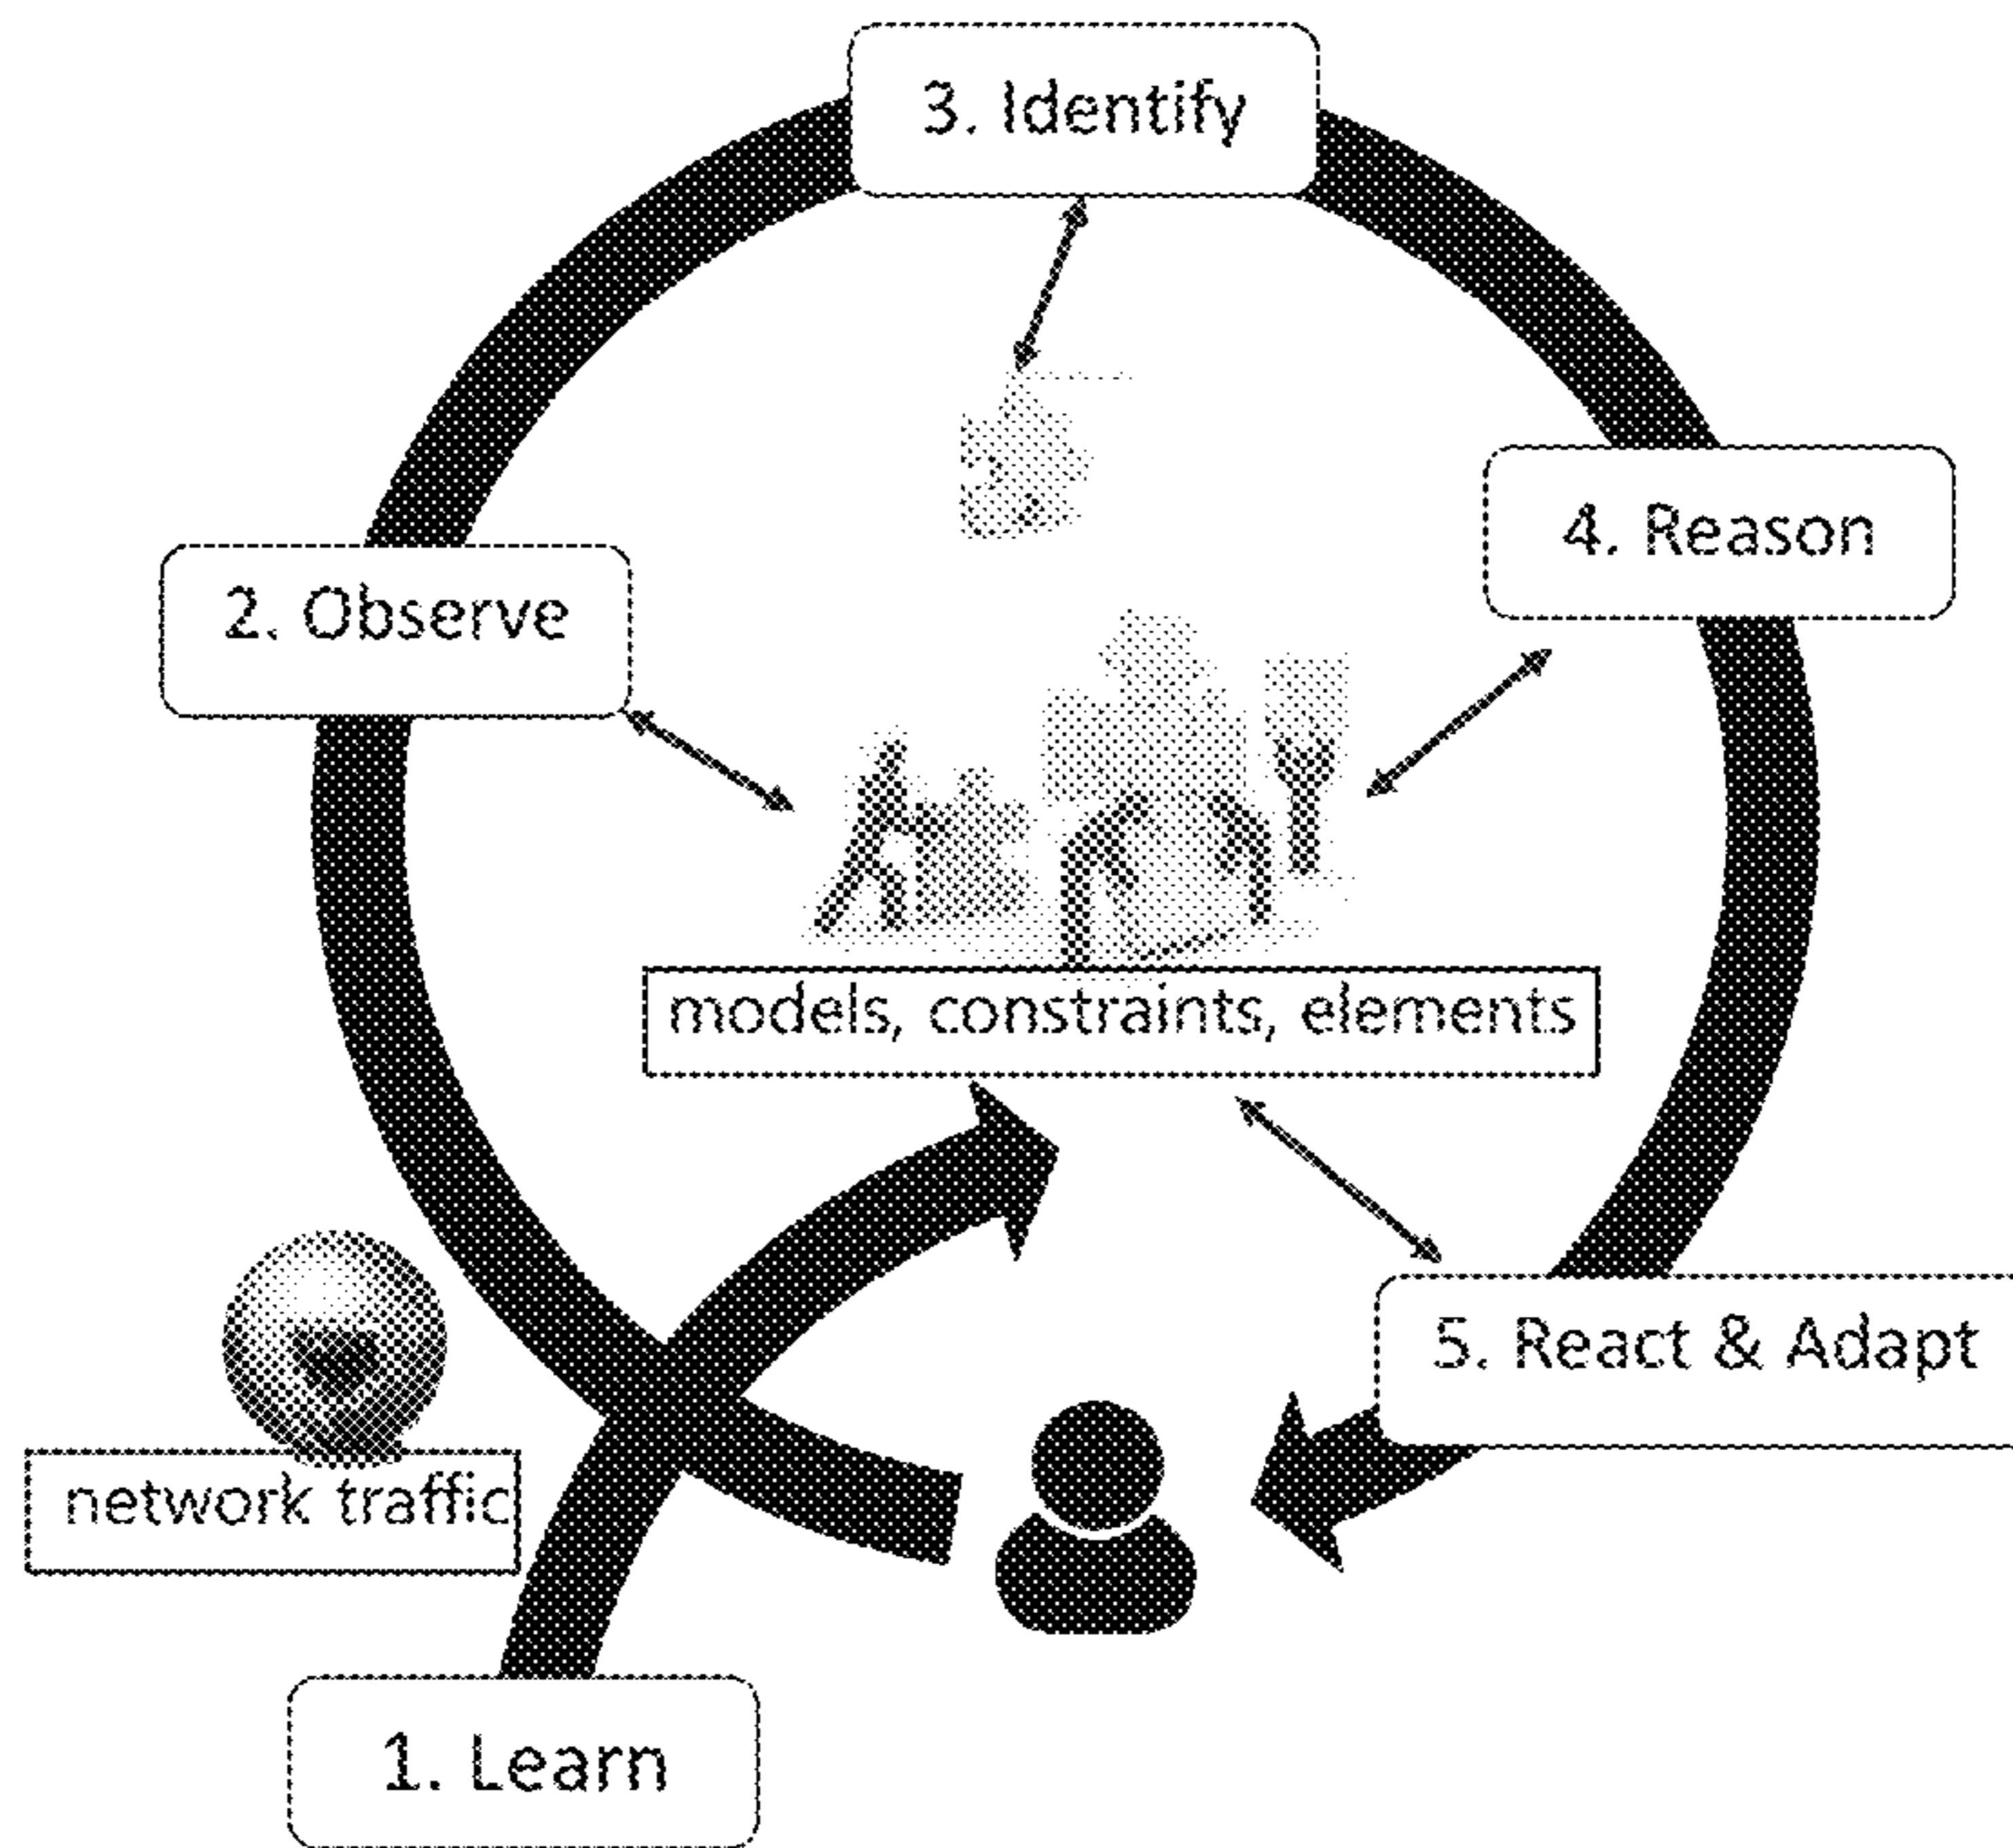 3. Identify
4. Reason
2. Observe
models, constraints, elements
5. React & Adapt
network traffic
1. Learn